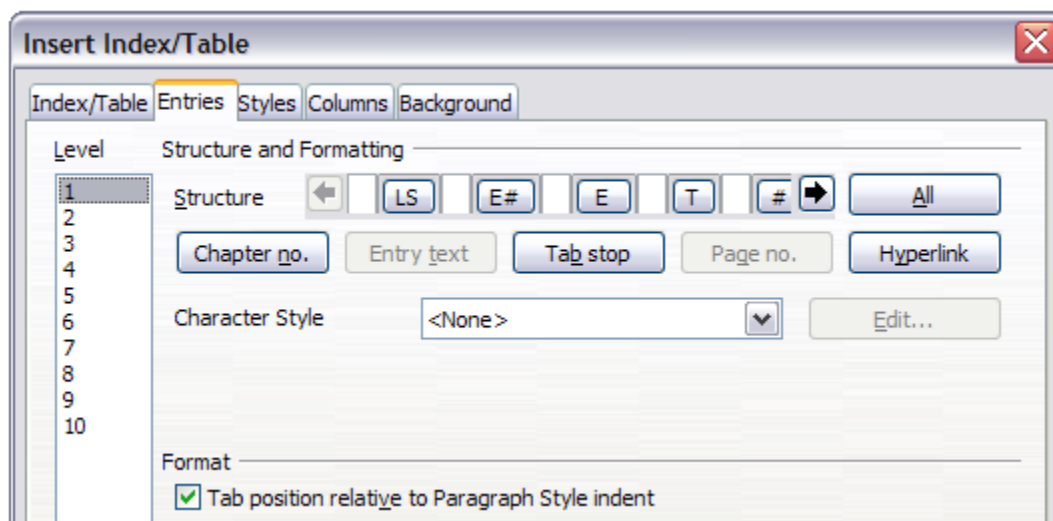 Insert Index/Table
Index/Table Entries Styles Columns Background
Level Structure and Formatting
1
Structure LS E# E T # All
2
3
Chapter no. Entry text Tab stop Page no. Hyperlink
4
5
6
Character Style <None> Edit...
7
8
9
10
Format
Tab position relative to Paragraph Style indent